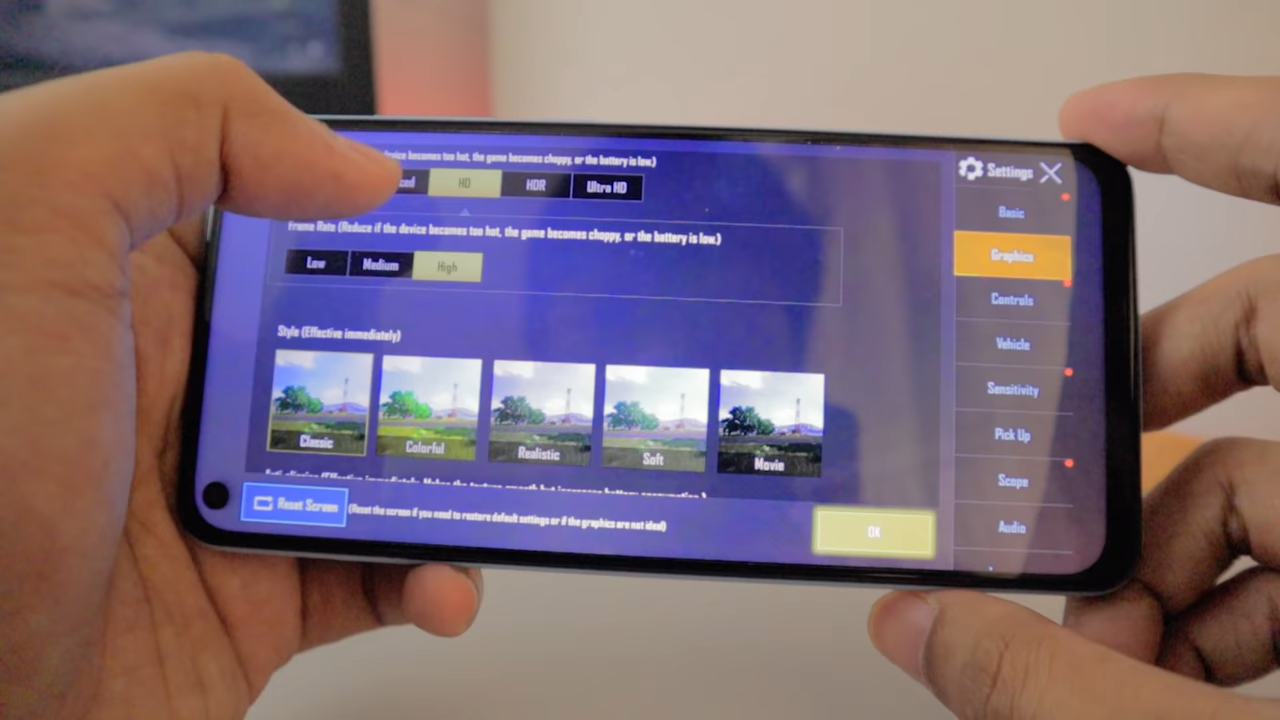 device becomes too hot, the game becomes choppy, or the battery is low.)
HD HDR Ultra HD
Frame Rate (Reduce if the device becomes too hot, the game becomes choppy, or the battery is low.)
Low Medium High
Style (Effective immediately)
Classic Colorful Realistic Soft Movie
Reset Screen (Reset the screen if you need to restore default settings or if the graphics are not ideal)
OK
Settings
Basic
Graphics
Controls
Vehicle
Sensitivity
Pick Up
Scope
Audio